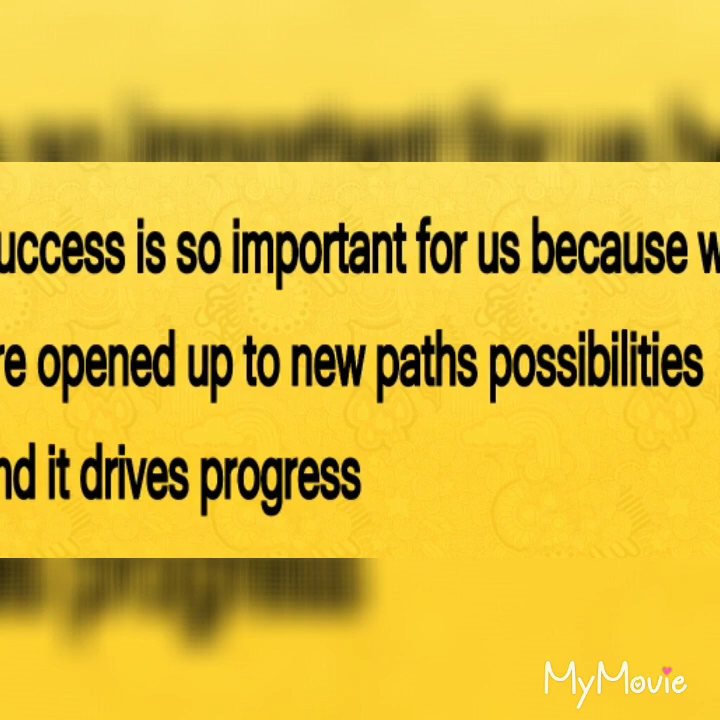 uccess is so important for us because w
re opened up to new paths possibilities
nd it drives progress
MyMovie